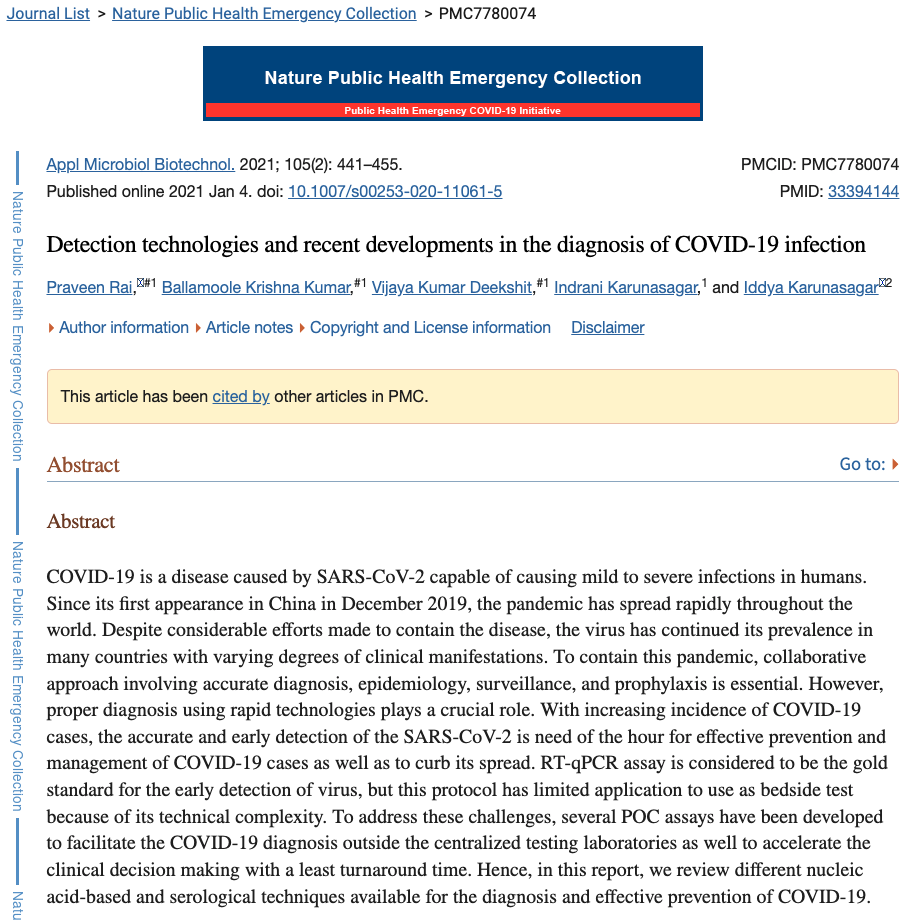 Journal List > Nature Public Health Emergency Collection > PMC7780074
Nature Public Health Emergency Collection
Public Health Emergency COVID-19 Initiative
Appl Microbiol Biotechnol. 2021; 105(2): 441–455.
PMCID: PMC7780074
Published online 2021 Jan 4. doi: 10.1007/s00253-020-11061-5
PMID: 33394144
Detection technologies and recent developments in the diagnosis of COVID-19 infection
Praveen Rai,#1 Ballamoole Krishna Kumar,#1 Vijaya Kumar Deekshit,#1 Indrani Karunasagar,1 and Iddya Karunasagar2
Author information Article notes Copyright and License information Disclaimer
This article has been cited by other articles in PMC.
Abstract
Go to:
Abstract
COVID-19 is a disease caused by SARS-CoV-2 capable of causing mild to severe infections in humans.
Since its first appearance in China in December 2019, the pandemic has spread rapidly throughout the
world. Despite considerable efforts made to contain the disease, the virus has continued its prevalence in
many countries with varying degrees of clinical manifestations. To contain this pandemic, collaborative
approach involving accurate diagnosis, epidemiology, surveillance, and prophylaxis is essential. However,
proper diagnosis using rapid technologies plays a crucial role. With increasing incidence of COVID-19
cases, the accurate and early detection of the SARS-CoV-2 is need of the hour for effective prevention and
management of COVID-19 cases as well as to curb its spread. RT-qPCR assay is considered to be the gold
standard for the early detection of virus, but this protocol has limited application to use as bedside test
because of its technical complexity. To address these challenges, several POC assays have been developed
to facilitate the COVID-19 diagnosis outside the centralized testing laboratories as well to accelerate the
clinical decision making with a least turnaround time. Hence, in this report, we review different nucleic
acid-based and serological techniques available for the diagnosis and effective prevention of COVID-19.
Nature Public Health Emergency Collection
Nature Public Health Emergency Collection
Natu